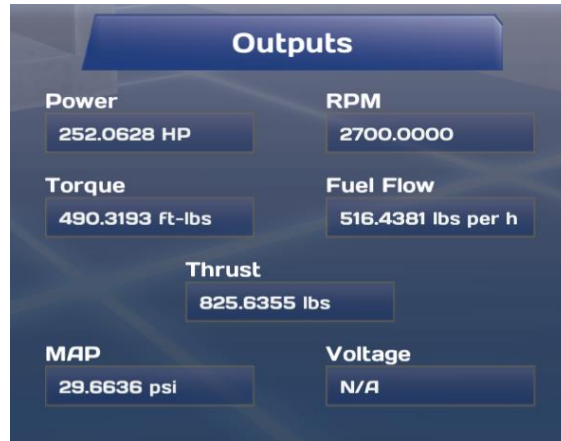 Outputs
Power
RPM
252.0628 HP
2700.0000
Torque
Fuel Flow
490.3193 ft-lbs
516.4381 lbs per h
Thrust
825.6355 lbs
MAP
Voltage
29.6636 psi
N/A